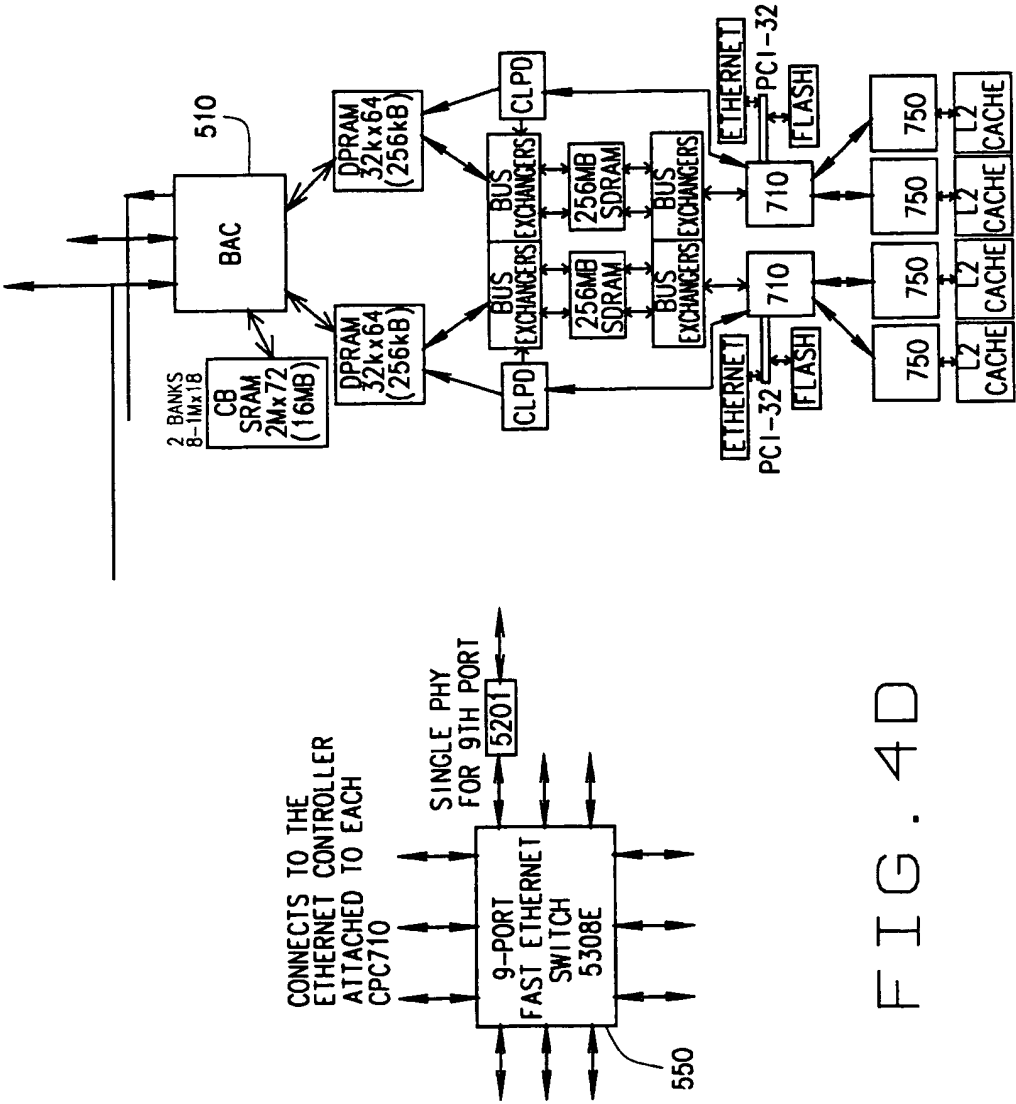 510
BAC
2 BANKS
8-1Mx18
CB
SRAM
2Mx72
(16MB)
DPRAM
32kx64
(256kB)
DPRAM
32kx64
(256kB)
CLPD
BUS
EXCHANGERS
BUS
EXCHANGERS
CLPD
256MB
SDRAM
256MB
SDRAM
BUS
EXCHANGERS
BUS
EXCHANGERS
ETHERNET
PCI-32
FLASH
710
710
ETHERNET
PCI-32
FLASH
750
750
750
750
L2
CACHE
L2
CACHE
L2
CACHE
L2
CACHE
CONNECTS TO THE
ETHERNET CONTROLLER
ATTACHED TO EACH
CPC710
SINGLE PHY
FOR 9TH PORT
5201
9-PORT
FAST ETHERNET
SWITCH
5308E
550
FIG. 4D